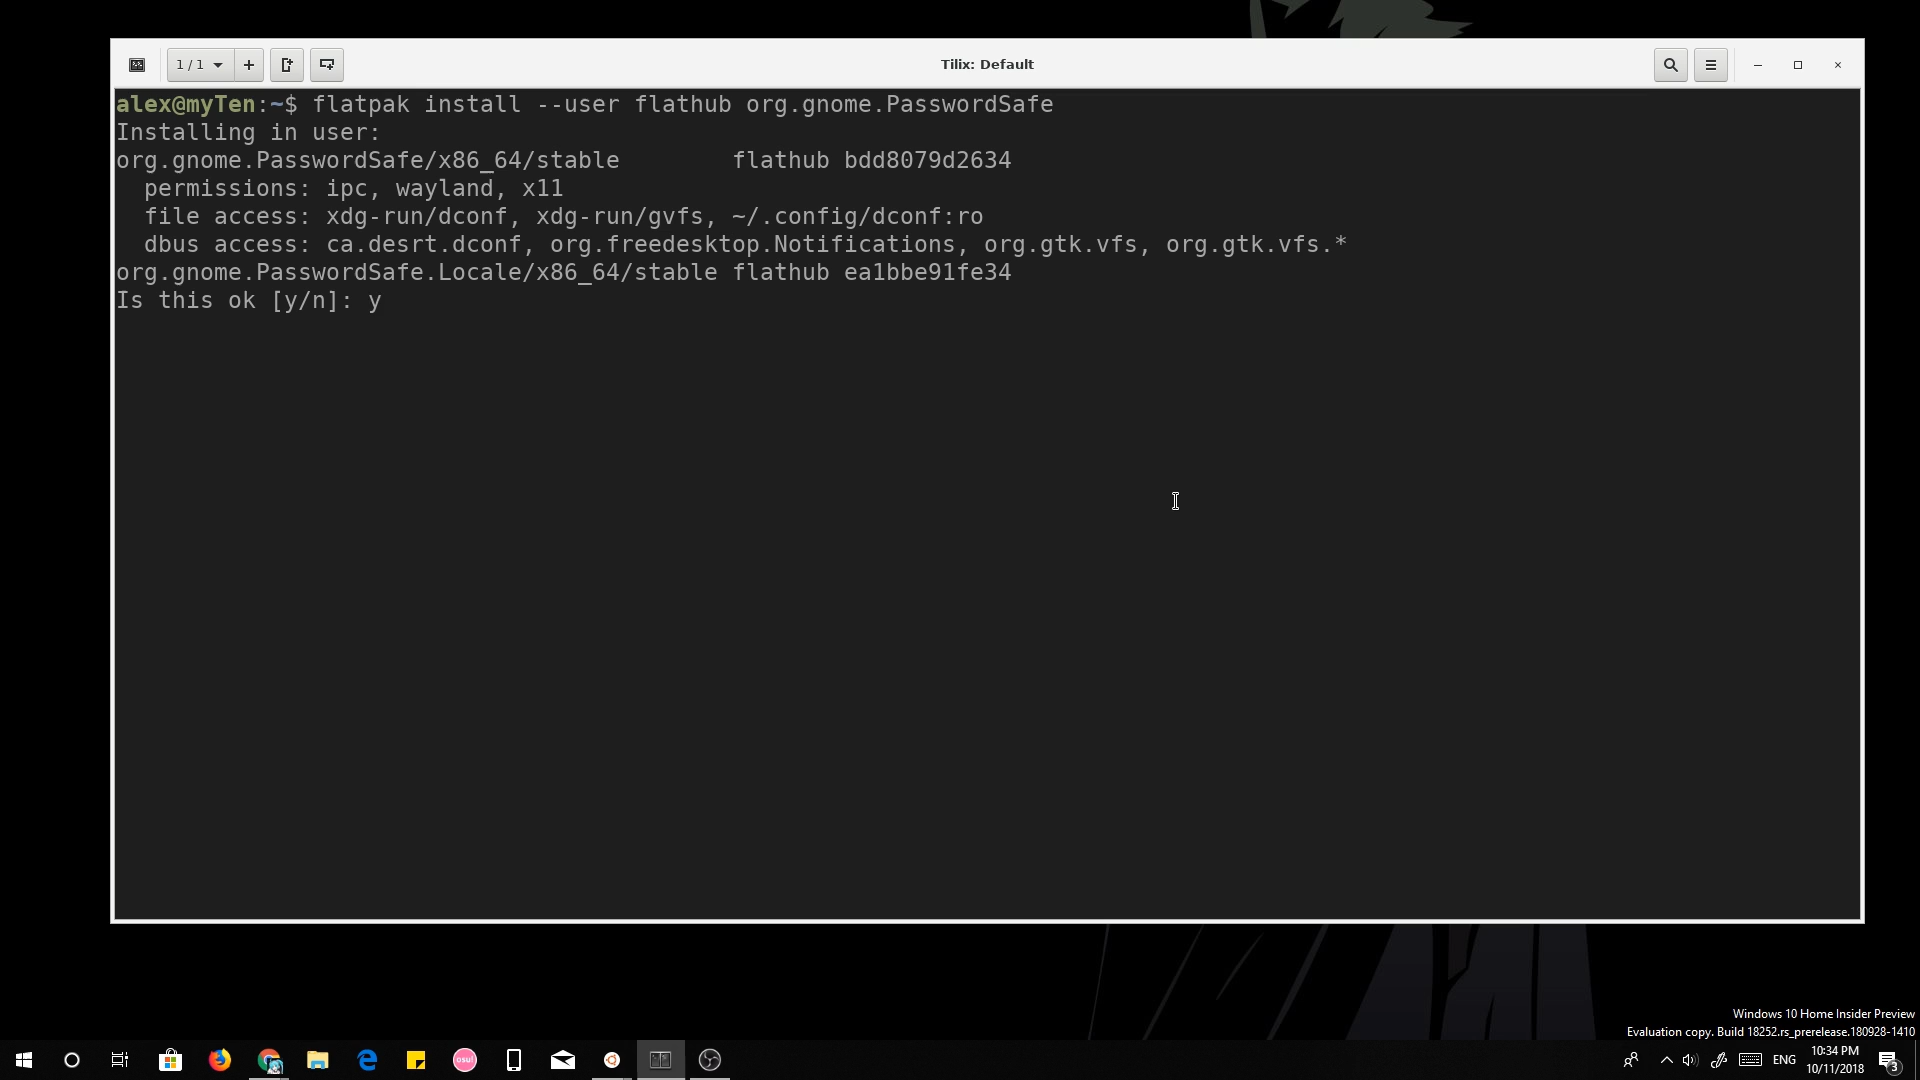 1 / 1
Tilix: Default
alex@myTen:~$ flatpak install --user flathub org.gnome.PasswordSafe
Installing in user:
org.gnome.PasswordSafe/x86_64/stable        flathub bdd8079d2634
  permissions: ipc, wayland, x11
  file access: xdg-run/dconf, xdg-run/gvfs, ~/.config/dconf:ro
  dbus access: ca.desrt.dconf, org.freedesktop.Notifications, org.gtk.vfs, org.gtk.vfs.*
org.gnome.PasswordSafe.Locale/x86_64/stable flathub ea1bbe91fe34
Is this ok [y/n]: y
Windows 10 Home Insider Preview
Evaluation copy. Build 18252.rs_prerelease.180928-1410
osu!
ENG
10:34 PM
10/11/2018
3